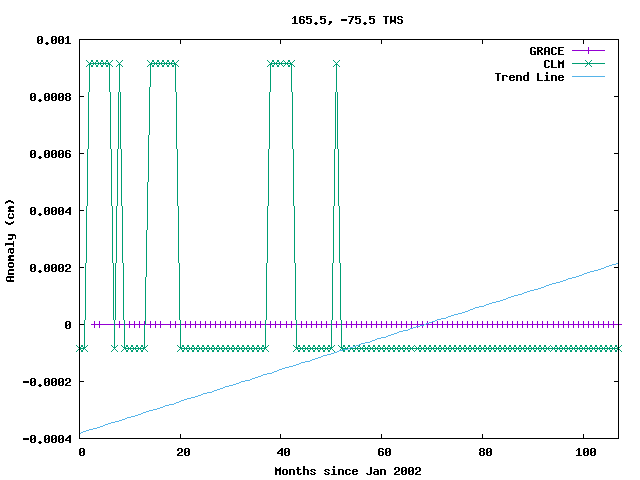 165.5, -75.5 TWS
0.001
0.0008
0.0006
0.0004
0.0002
0
-0.0002
-0.0004
Anomaly (cm)
GRACE
CLM
Trend Line
0 20 40 60 80 100
Months since Jan 2002